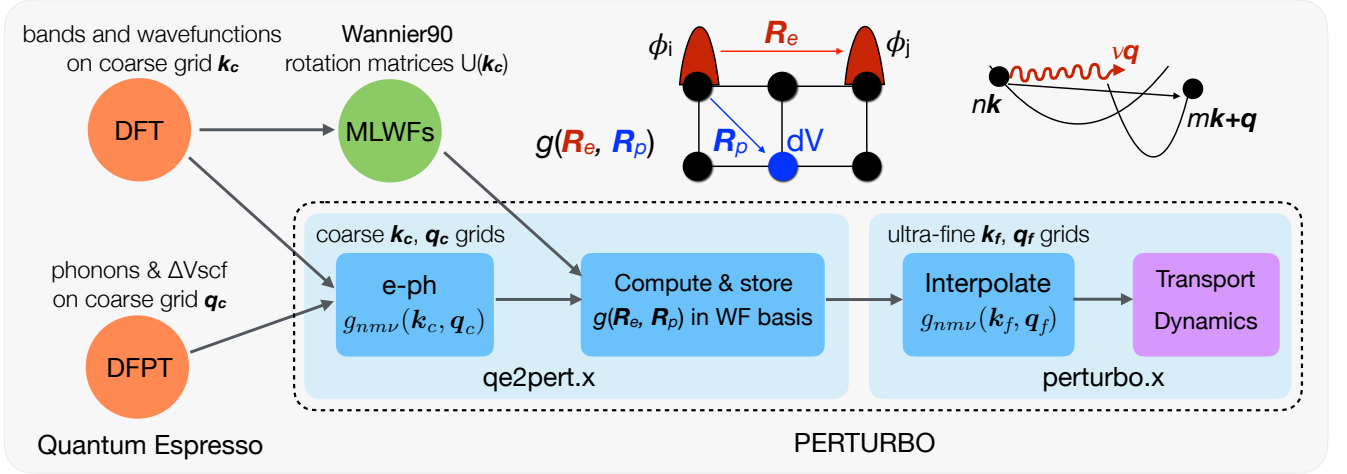 bands and wavefunctions
on coarse grid kc
DFT
Wannier90
rotation matrices U(kc)
MLWFs
ϕi
Re
ϕj
g(Re, Rp)
Rp
dV
nk
νq
mk+q
phonons & ΔVscf
on coarse grid qc
DFPT
Quantum Espresso
coarse kc, qc grids
e-ph
gnmν(kc, qc)
Compute & store
g(Re, Rp) in WF basis
qe2pert.x
ultra-fine kf, qf grids
Interpolate
gnmν(kf, qf)
Transport
Dynamics
perturbo.x
PERTURBO